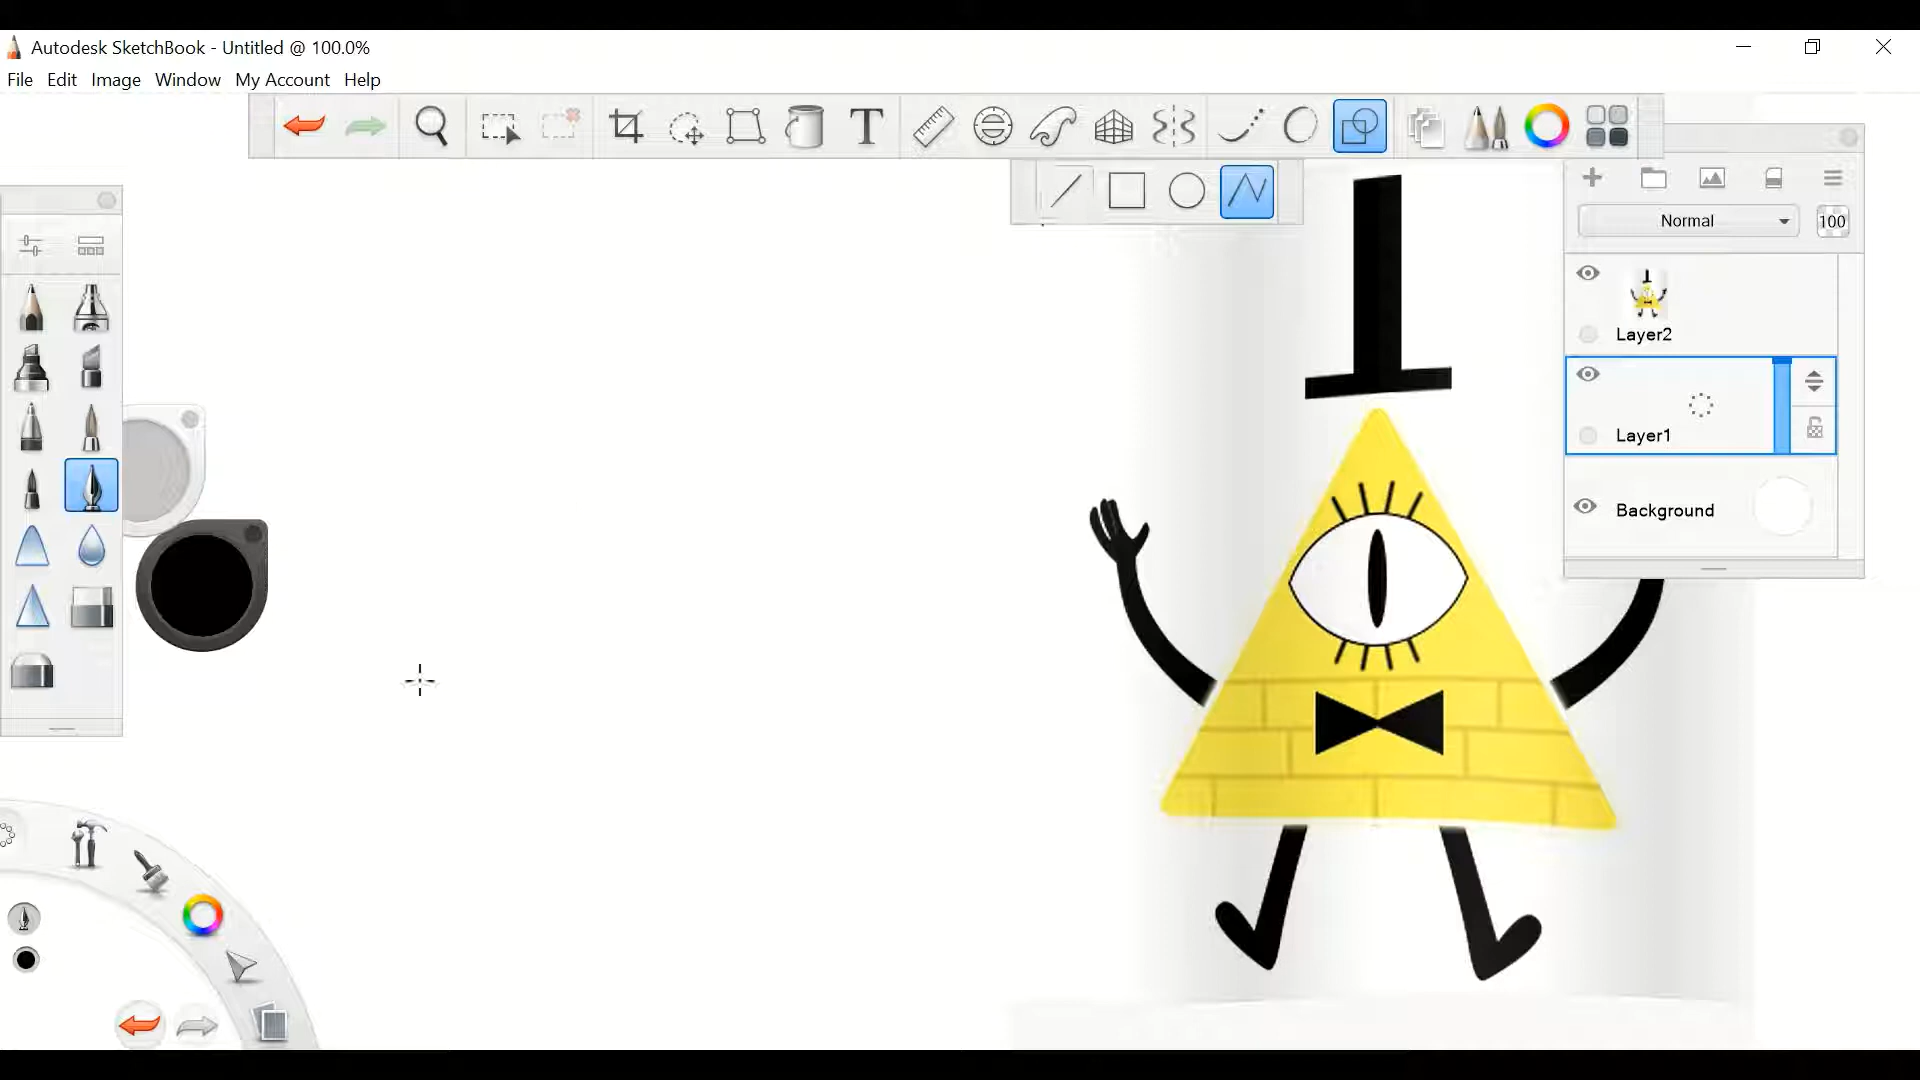 Autodesk SketchBook - Untitled @ 100.0%
File Edit Image Window My Account Help
T
Normal 100
Layer2
Layer1
Background